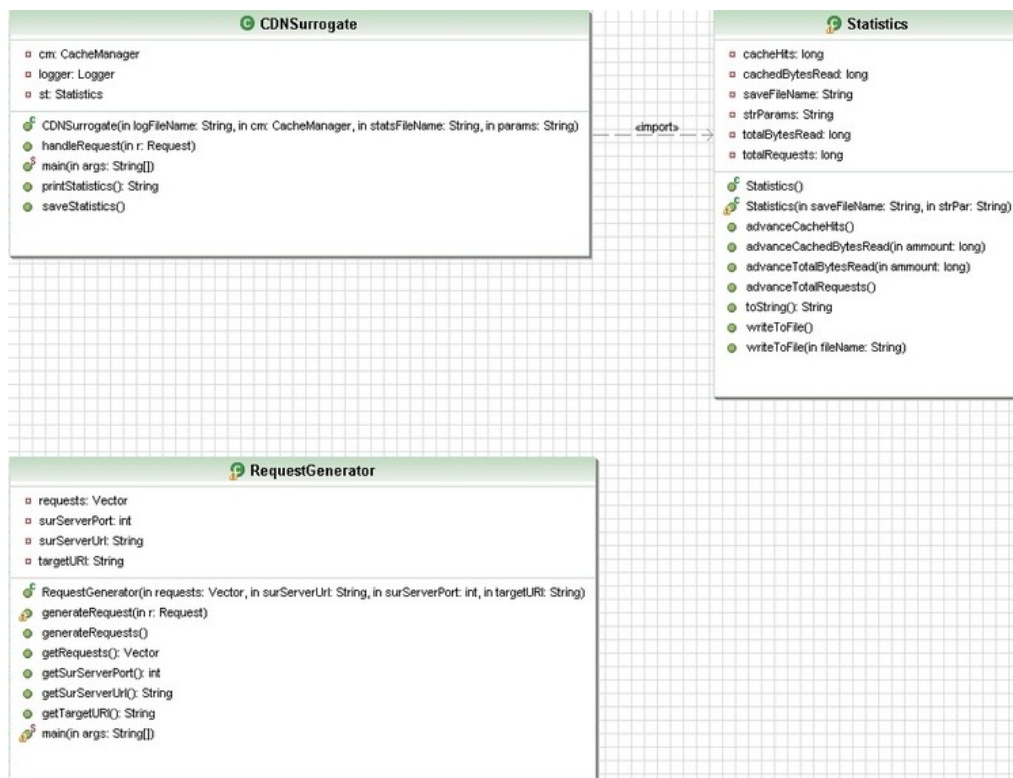 CDNSurrogate
cm: CacheManager
logger: Logger
st: Statistics
CDNSurrogate(in logFileName: String, in cm: CacheManager, in statsFileName: String, in params: String)
handleRequest(in r: Request)
main(in args: String[])
printStatistics(): String
saveStatistics()
«import»
Statistics
cacheHits: long
cachedBytesRead: long
saveFileName: String
strParams: String
totalBytesRead: long
totalRequests: long
Statistics()
Statistics(in saveFileName: String, in strPar: String)
advanceCacheHits()
advanceCachedBytesRead(in ammount: long)
advanceTotalBytesRead(in ammount: long)
advanceTotalRequests()
toString(): String
writeToFile()
writeToFile(in fileName: String)
RequestGenerator
requests: Vector
surServerPort: int
surServerUrl: String
targetURI: String
RequestGenerator(in requests: Vector, in surServerUrl: String, in surServerPort: int, in targetURI: String)
generateRequest(in r: Request)
generateRequests()
getRequests(): Vector
getSurServerPort(): int
getSurServerUrl(): String
getTargetURI(): String
main(in args: String[])